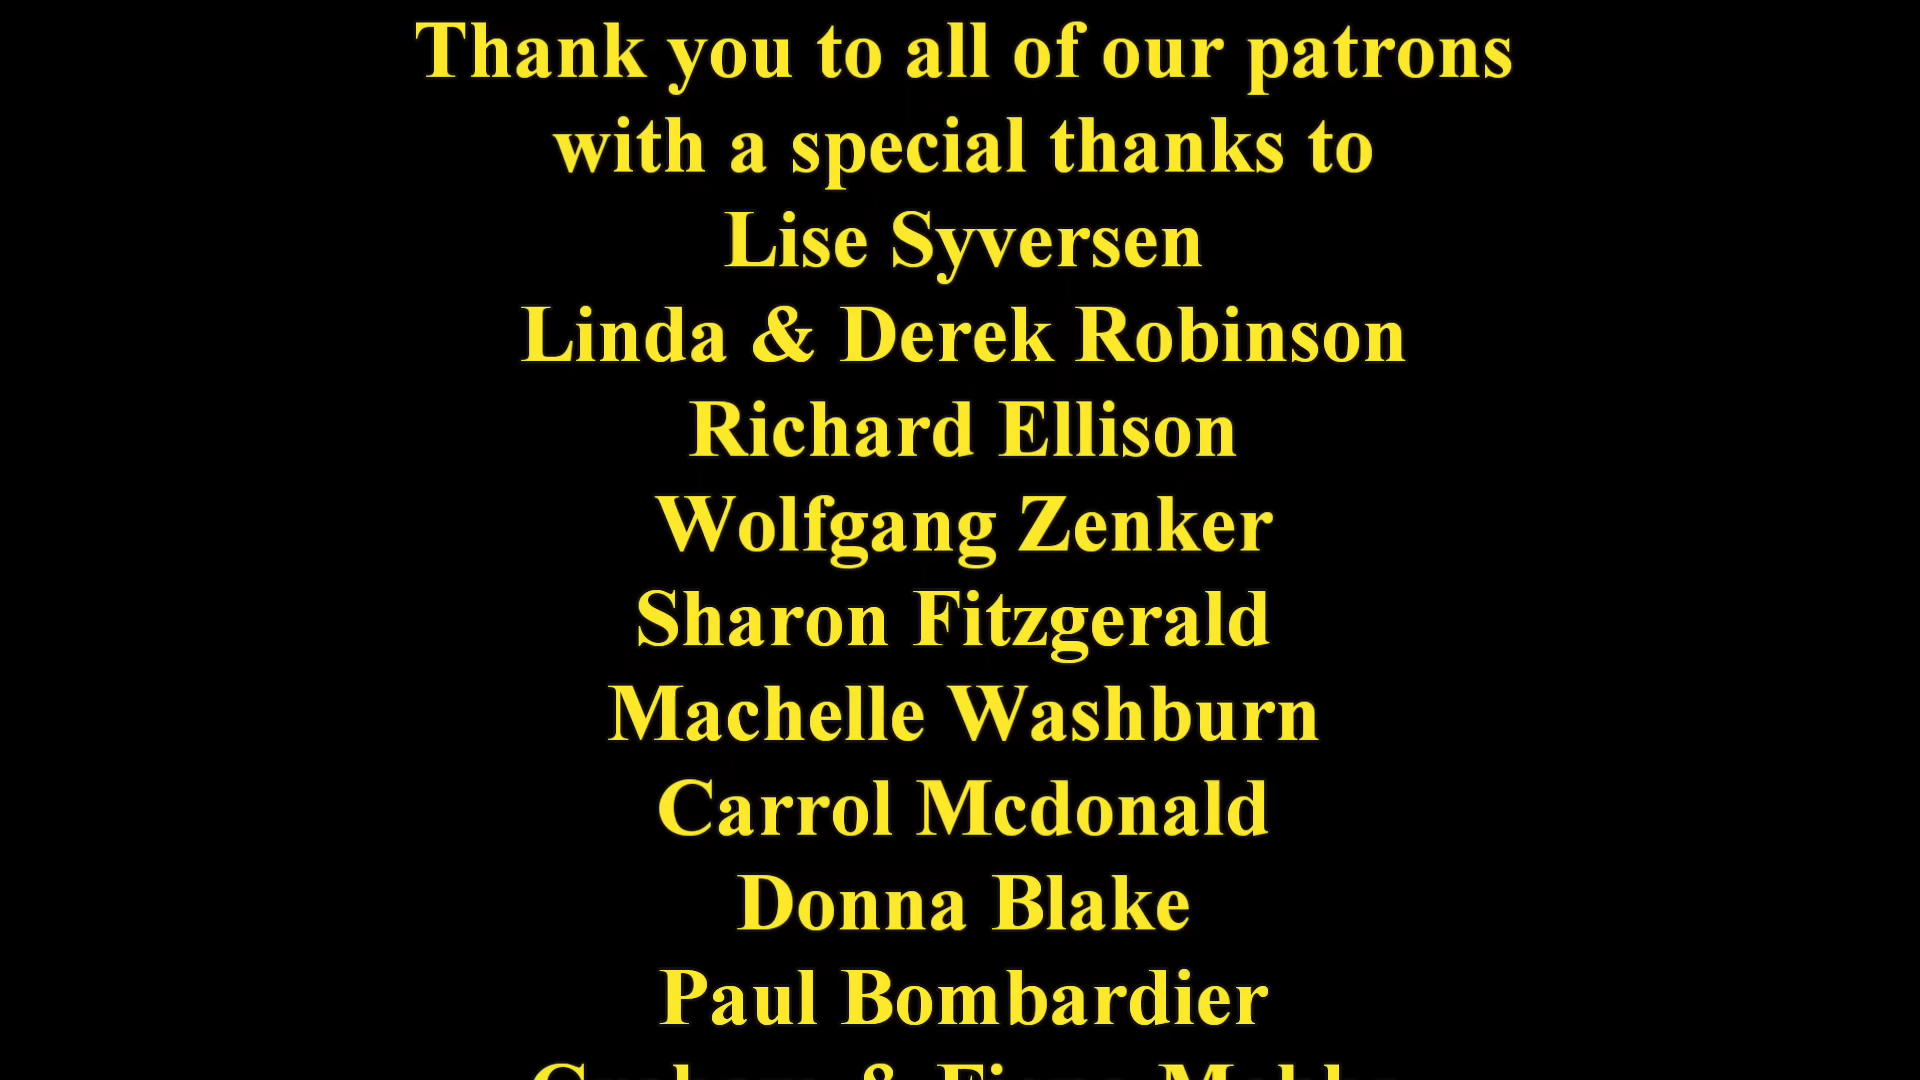 Thank you to all of our patrons
with a special thanks to
Lise Syversen
Linda & Derek Robinson
Richard Ellison
Wolfgang Zenker
Sharon Fitzgerald
Machelle Washburn
Carrol Mcdonald
Donna Blake
Paul Bombardier
&